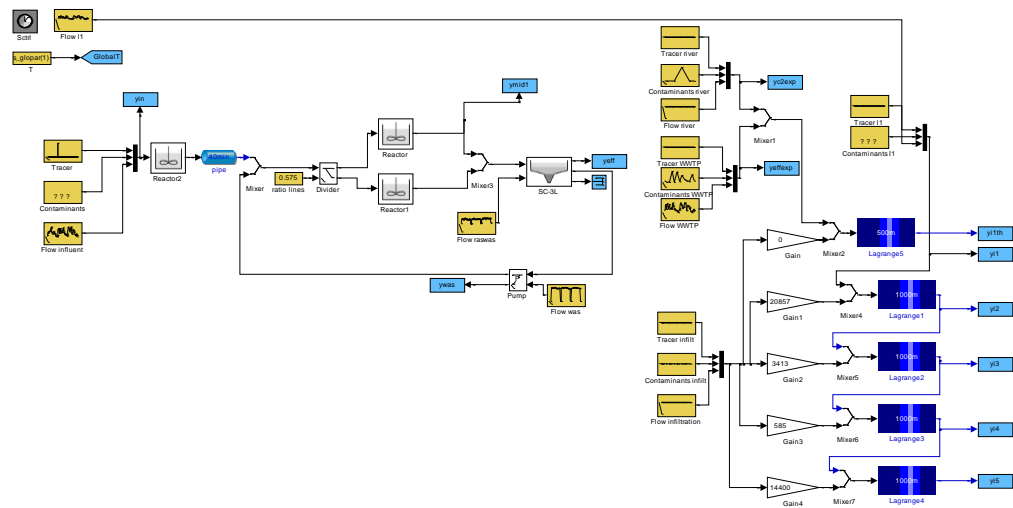 Sctrl
Flow I1
s_glopar(1)
T
GlobalT
yin
ymid1
Tracer
Contaminants
? ? ?
Flow influent
Reactor2
40min
pipe
Mixer
0.575
ratio lines
Divider
Reactor
Reactor1
Mixer3
SC-3L
yeff
Flow raswas
ywas
Pump
Flow was
Tracer river
Contaminants river
Flow river
yc2exp
Mixer1
Tracer WWTP
Contaminants WWTP
Flow WWTP
yeffexp
Tracer I1
? ? ?
Contaminants I1
0
Gain
Mixer2
500m
Lagrange5
yi1th
yi1
20857
Gain1
Mixer4
1000m
Lagrange1
yi2
Tracer infilt
Contaminants infilt
Flow infiltration
3413
Gain2
Mixer5
1000m
Lagrange2
yi3
585
Gain3
Mixer6
1000m
Lagrange3
yi4
14400
Gain4
Mixer7
1000m
Lagrange4
yi5